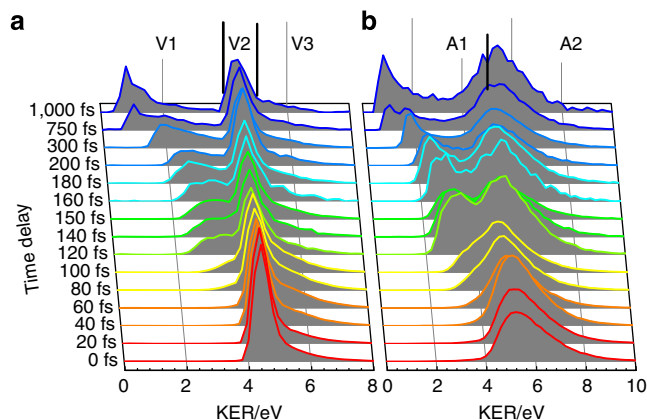 a
b
V1
V2
V3
A1
A2
1,000 fs
750 fs
300 fs
200 fs
180 fs
160 fs
150 fs
140 fs
120 fs
100 fs
80 fs
60 fs
40 fs
20 fs
0 fs
Time delay
0 2 4 6 8
0 2 4 6 8 10
KER/eV
KER/eV